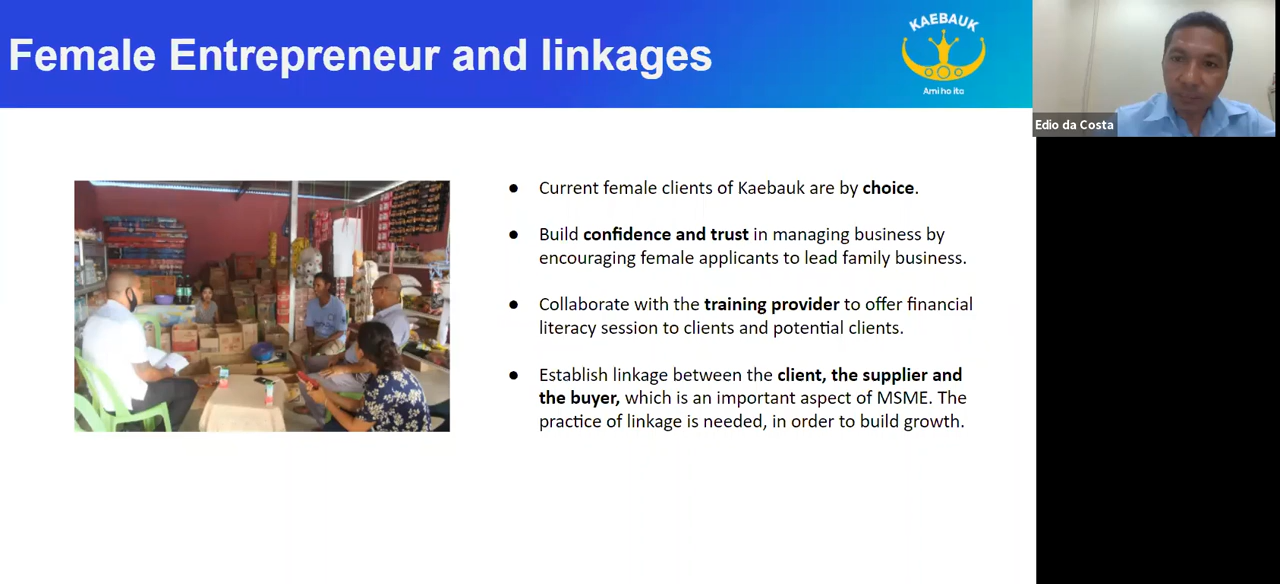 Female Entrepreneur and linkages
KAEBAUK
Ami ho ita
Edio da Costa
● Current female clients of Kaebauk are by choice.
● Build confidence and trust in managing business by
encouraging female applicants to lead family business.
● Collaborate with the training provider to offer financial
literacy session to clients and potential clients.
● Establish linkage between the client, the supplier and
the buyer, which is an important aspect of MSME. The
practice of linkage is needed, in order to build growth.